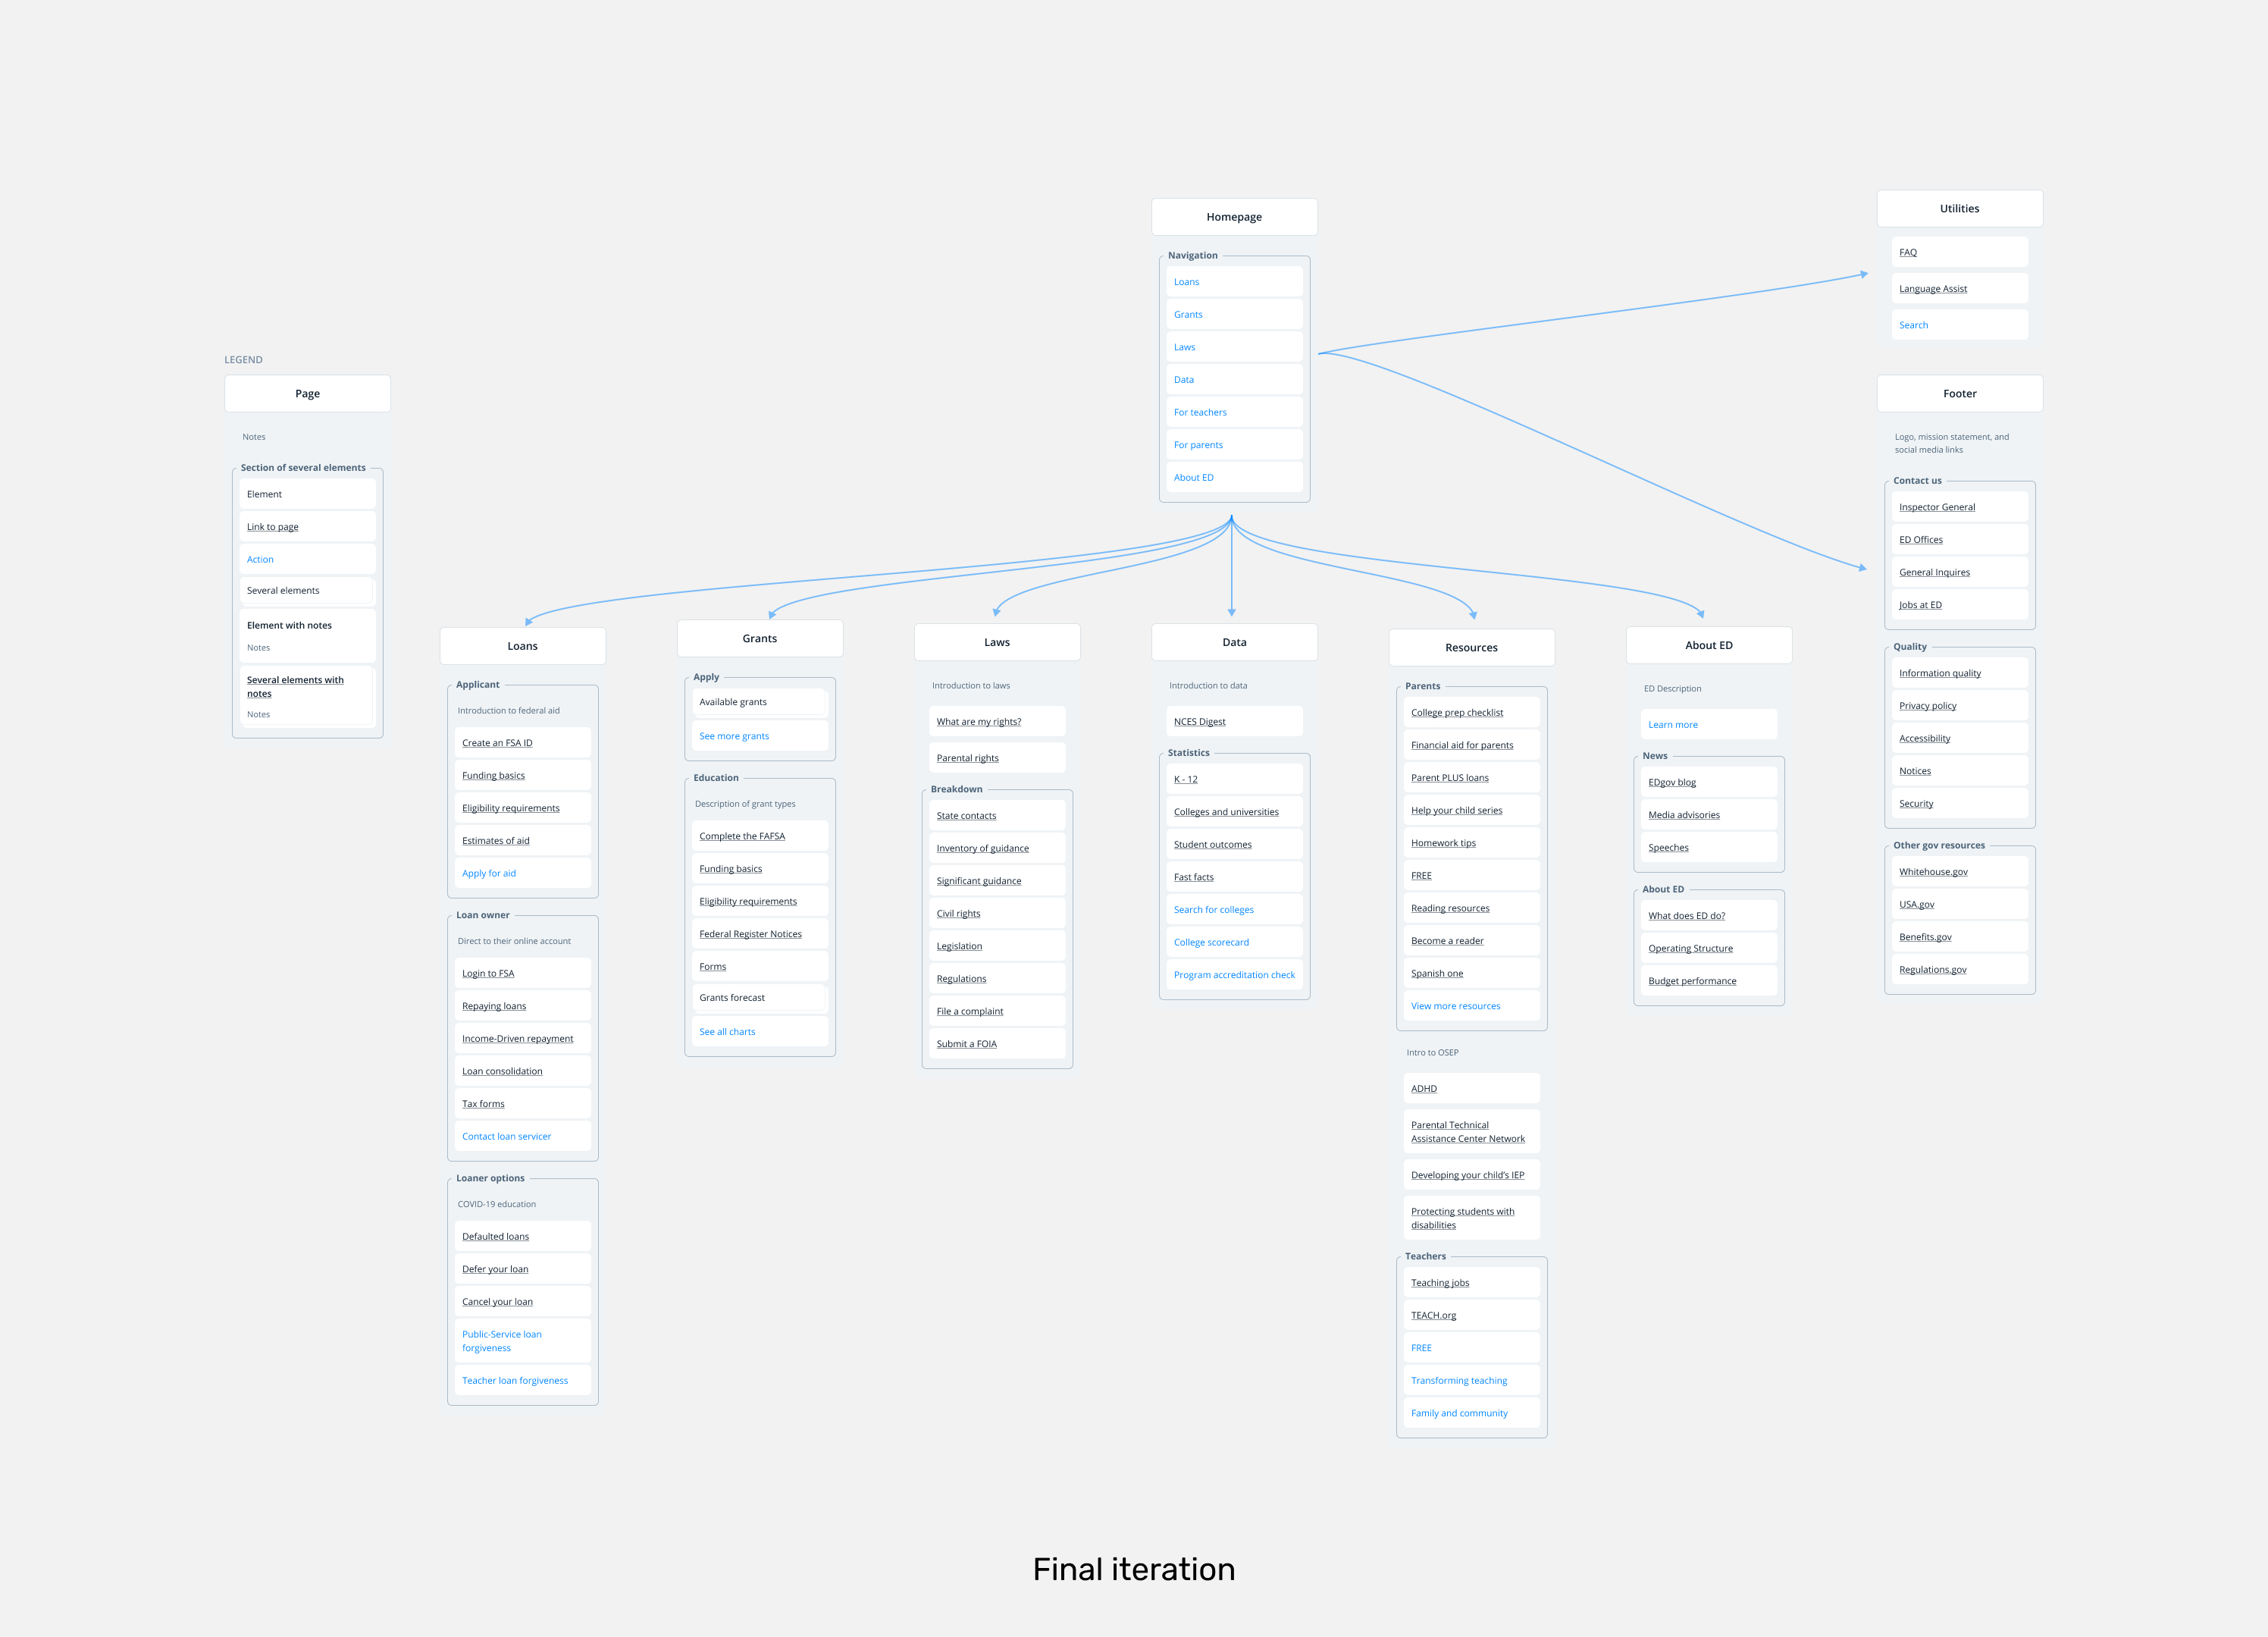 Homepage
Navigation
Loans
Grants
Laws
Data
For teachers
For parents
About ED
Utilities
FAQ
Language Assist
Search
LEGEND
Page
Notes
Section of several elements
Element
Link to page
Action
Several elements
Element with notes
Notes
Several elements with
notes
Notes
Footer
Logo, mission statement, and
social media links
Contact us
Inspector General
ED Offices
General Inquires
Jobs at ED
Quality
Information quality
Privacy policy
Accessibility
Notices
Security
Other gov resources
Whitehouse.gov
USA.gov
Benefits.gov
Regulations.gov
Loans
Applicant
Introduction to federal aid
Create an FSA ID
Funding basics
Eligibility requirements
Estimates of aid
Apply for aid
Loan owner
Direct to their online account
Login to FSA
Repaying loans
Income-Driven repayment
Loan consolidation
Tax forms
Contact loan servicer
Loaner options
COVID-19 education
Defaulted loans
Defer your loan
Cancel your loan
Public-Service loan
forgiveness
Teacher loan forgiveness
Grants
Apply
Available grants
See more grants
Education
Description of grant types
Complete the FAFSA
Funding basics
Eligibility requirements
Federal Register Notices
Forms
Grants forecast
See all charts
Laws
Introduction to laws
What are my rights?
Parental rights
Breakdown
State contacts
Inventory of guidance
Significant guidance
Civil rights
Legislation
Regulations
File a complaint
Submit a FOIA
Data
Introduction to data
NCES Digest
Statistics
K - 12
Colleges and universities
Student outcomes
Fast facts
Search for colleges
College scorecard
Program accreditation check
Resources
Parents
College prep checklist
Financial aid for parents
Parent PLUS loans
Help your child series
Homework tips
FREE
Reading resources
Become a reader
Spanish one
View more resources
Intro to OSEP
ADHD
Parental Technical
Assistance Center Network
Developing your child's IEP
Protecting students with
disabilities
Teachers
Teaching jobs
TEACH.org
FREE
Transforming teaching
Family and community
About ED
ED Description
Learn more
News
EDgov blog
Media advisories
Speeches
About ED
What does ED do?
Operating Structure
Budget performance
Final iteration